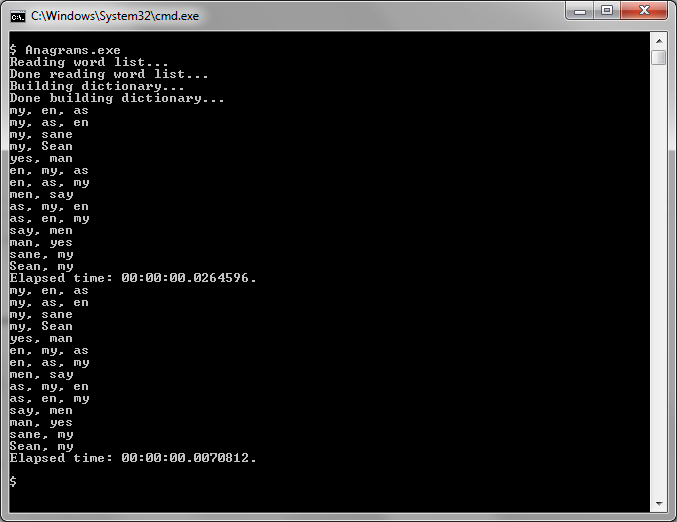 C:\Windows\System32\cmd.exe
$ Anagrams.exe
Reading word list...
Done reading word list...
Building dictionary...
Done building dictionary...
my, en, as
my, as, en
my, sane
my, Sean
yes, man
en, my, as
en, as, my
men, say
as, my, en
as, en, my
say, men
man, yes
sane, my
Sean, my
Elapsed time: 00:00:00.0264596.
my, en, as
my, as, en
my, sane
my, Sean
yes, man
en, my, as
en, as, my
men, say
as, my, en
as, en, my
say, men
man, yes
sane, my
Sean, my
Elapsed time: 00:00:00.0070812.
$